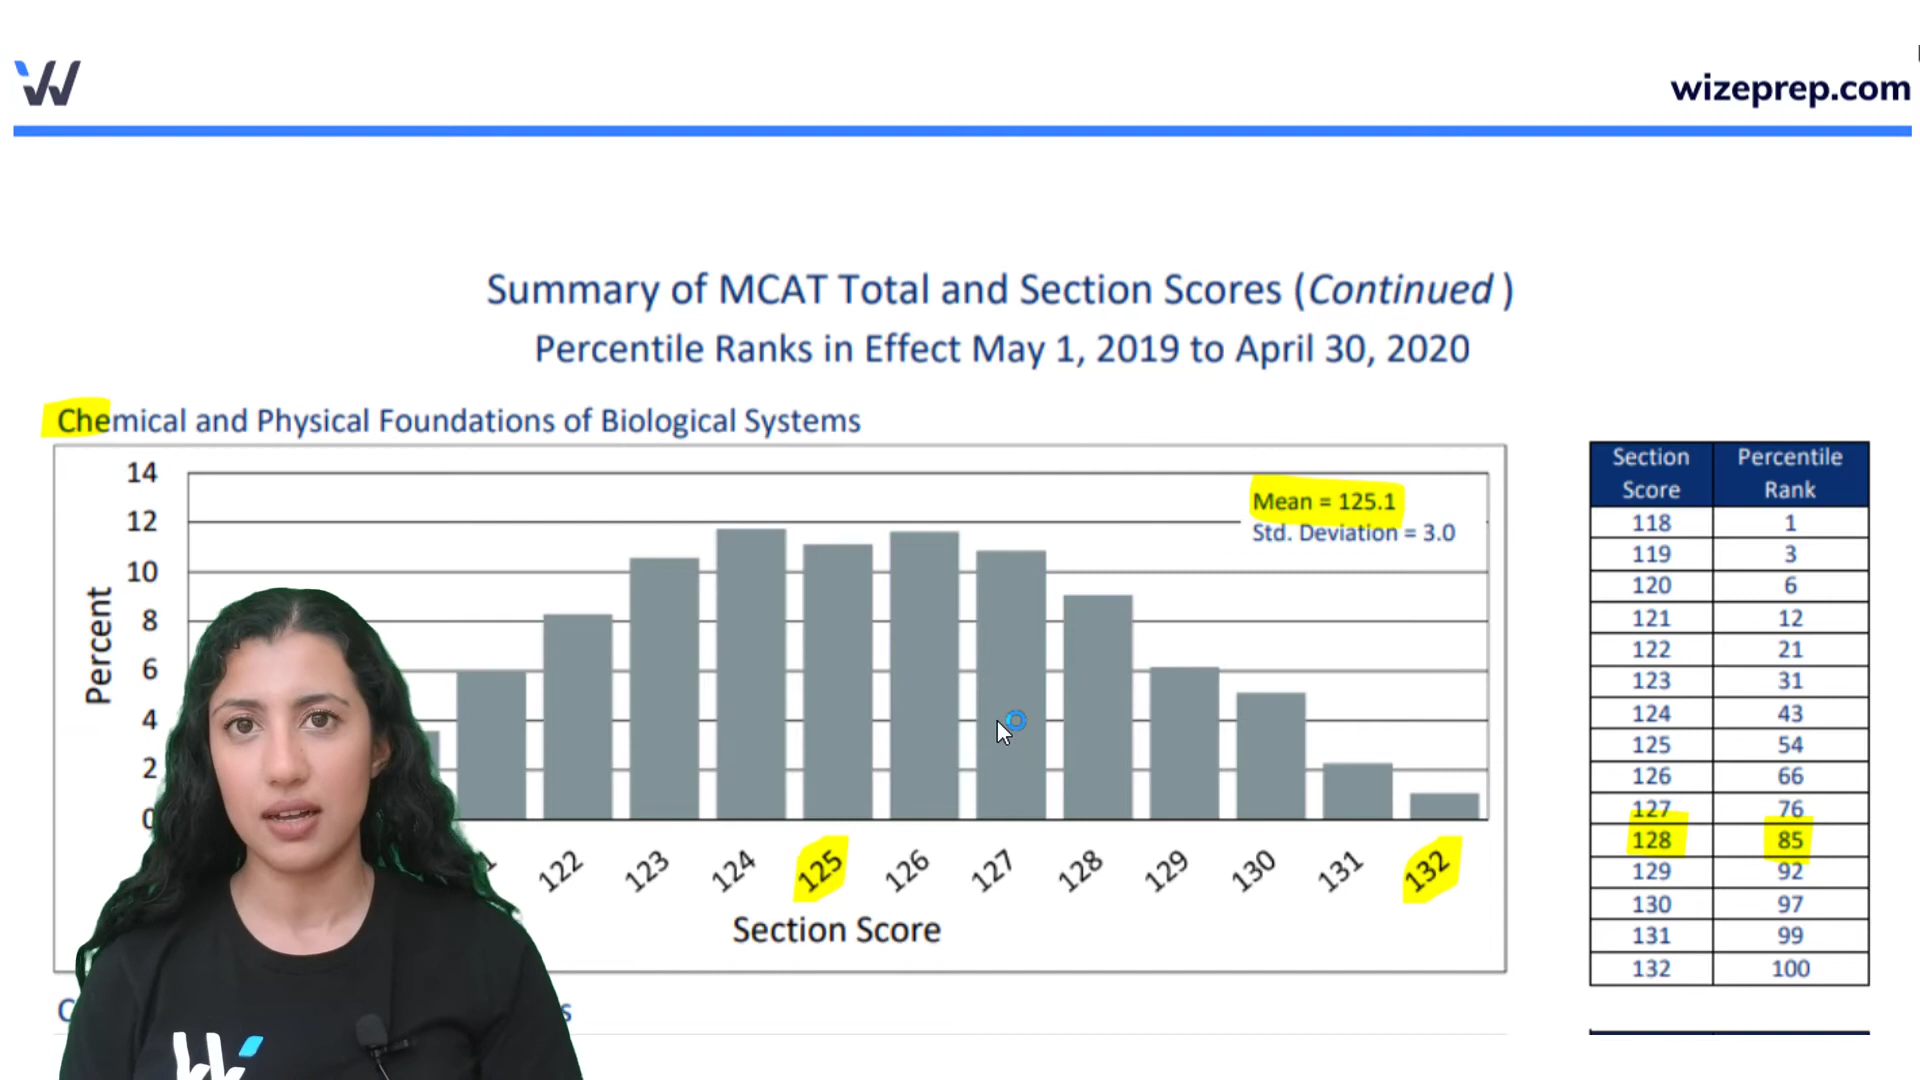 W
wizeprep.com
Summary of MCAT Total and Section Scores (Continued )
Percentile Ranks in Effect May 1, 2019 to April 30, 2020
Chemical and Physical Foundations of Biological Systems
14
12
10
8
6
4
2
0
Percent
Mean = 125.1
Std. Deviation = 3.0
122 123 124 125 126 127 128 129 130 131 132
Section Score
Section Score Percentile Rank
118 1
119 3
120 6
121 12
122 21
123 31
124 43
125 54
126 66
127 76
128 85
129 92
130 97
131 99
132 100